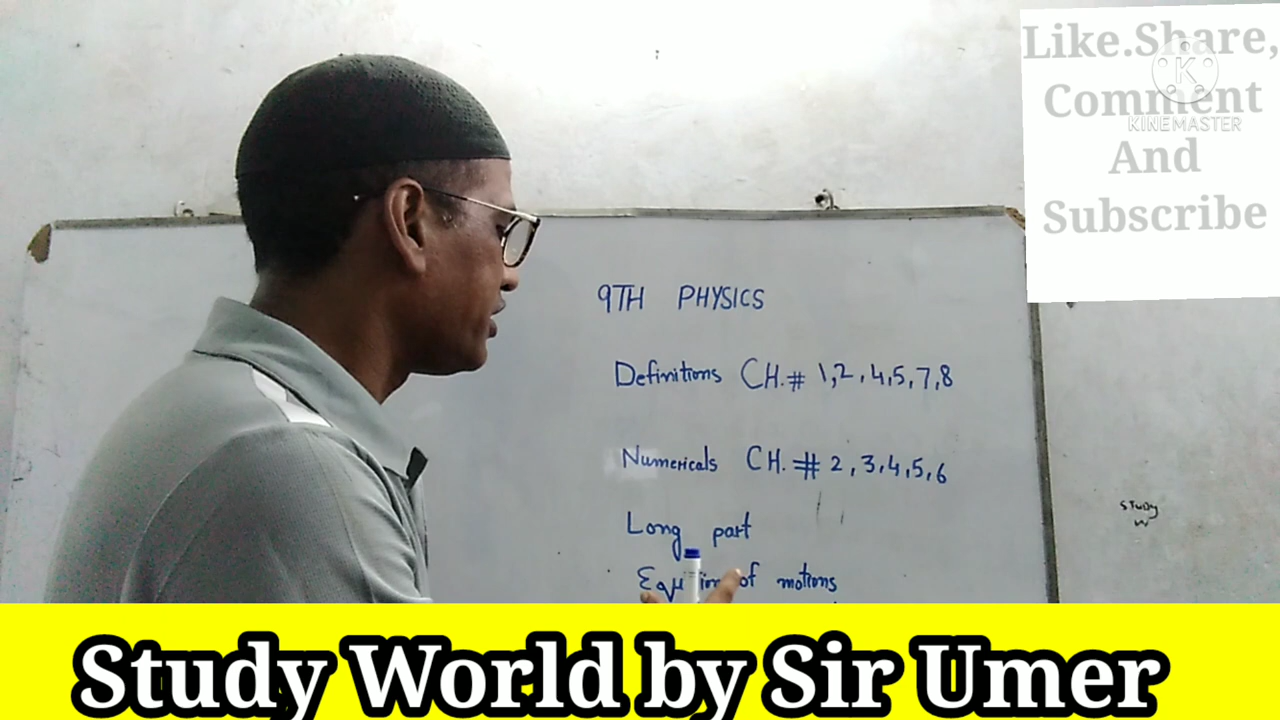 Like.Share,
Comment
And
Subscribe
KINEMASTER
9TH PHYSICS
Definitions CH.# 1,2,4,5,7,8
Numericals CH.# 2,3,4,5,6
Long part
of motions
STUDY
W
Study World by Sir Umer